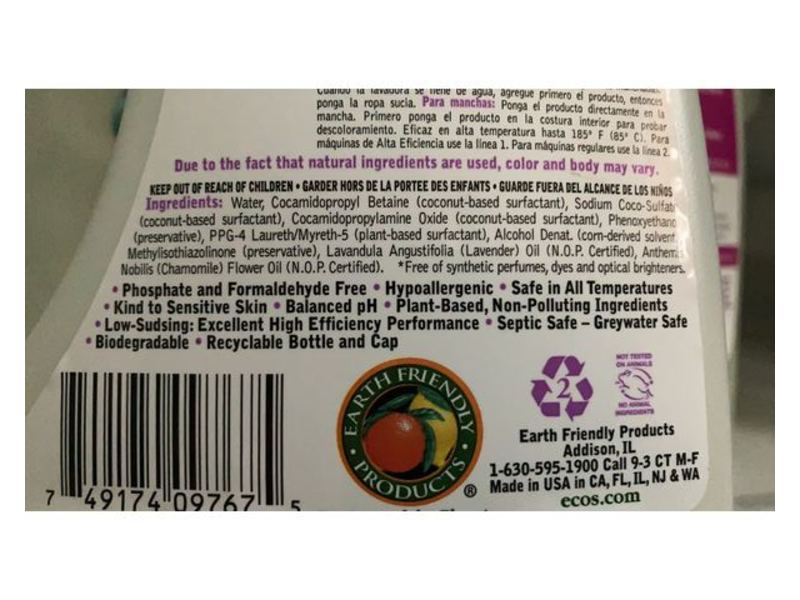 Cuando la lavadora se llene de agua, agregue primero el producto, entonces
ponga la ropa sucia. Para manchas: Ponga el producto directamente en la
mancha. Primero ponga el producto en la costura interior para probar
descoloramiento. Eficaz en alta temperatura hasta 185° F (85° C). Para
máquinas de Alta Eficiencia use la línea 1. Para máquinas regulares use la línea 2.
Due to the fact that natural ingredients are used, color and body may vary.
KEEP OUT OF REACH OF CHILDREN • GARDER HORS DE LA PORTEE DES ENFANTS • GUARDE FUERA DEL ALCANCE DE LOS NIÑOS
Ingredients: Water, Cocamidopropyl Betaine (coconut-based surfactant), Sodium Coco-Sulfat
(coconut-based surfactant), Cocamidopropylamine Oxide (coconut-based surfactant), Phenoxyethano
(preservative), PPG-4 Laureth/Myreth-5 (plant-based surfactant), Alcohol Denat. (corn-derived solvent
Methylisothiazolinone (preservative), Lavandula Angustifolia (Lavender) Oil (N.O.P. Certified), Anthem
Nobilis (Chamomile) Flower Oil (N.O.P. Certified). *Free of synthetic perfumes, dyes and optical brighteners.
• Phosphate and Formaldehyde Free • Hypoallergenic • Safe in All Temperatures
• Kind to Sensitive Skin • Balanced pH • Plant-Based, Non-Polluting Ingredients
• Low-Sudsing: Excellent High Efficiency Performance • Septic Safe – Greywater Safe
• Biodegradable • Recyclable Bottle and Cap
EARTH FRIENDLY
• PRODUCTS •
®
2
NOT TESTED
ON ANIMALS
NO ANIMAL
INGREDIENTS
Earth Friendly Products
Addison, IL
1-630-595-1900 Call 9-3 CT M-F
Made in USA in CA, FL, IL, NJ & WA
ecos.com
7 49174 09767 5